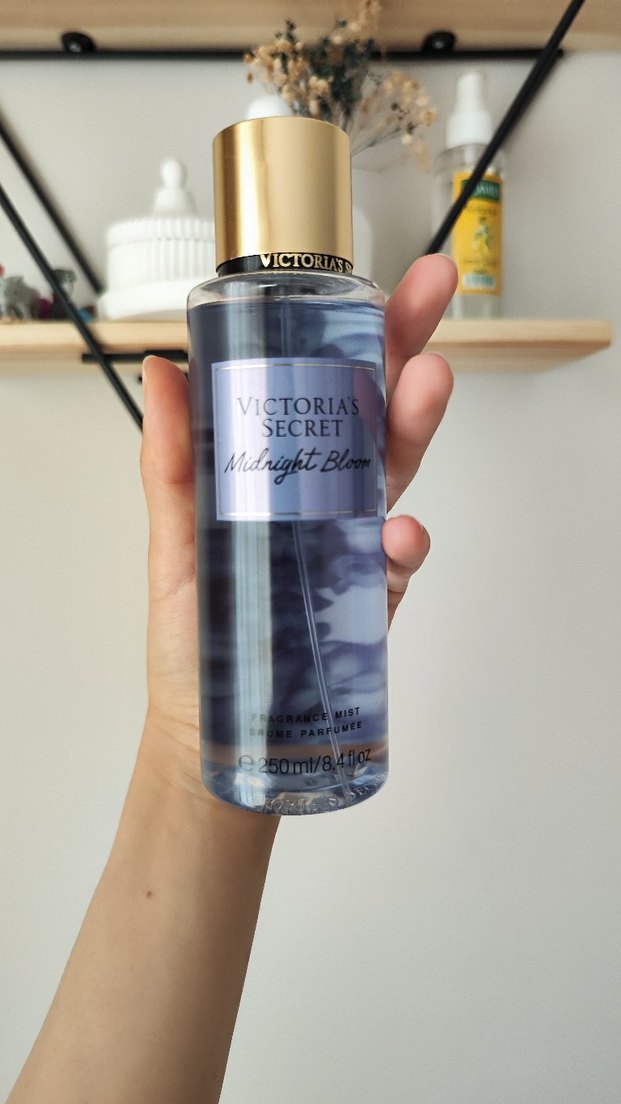 VICTORIA'S
VICTORIA'S
SECRET
Midnight Bloom
FRAGRANCE MIST
BRUME PARFUMÉE
℮ 250 ml/8.4 fl oz